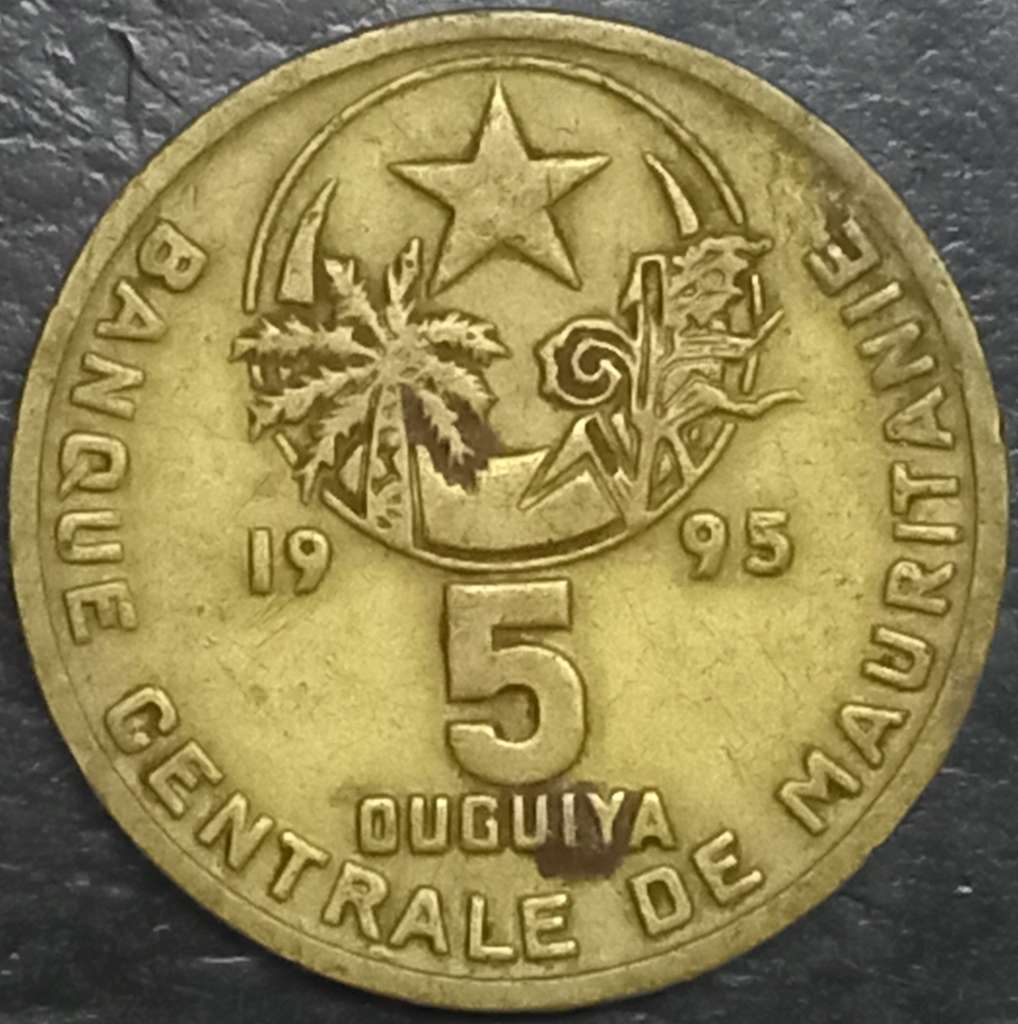 19 95
5
OUGUIYA
BANQUE CENTRALE DE MAURITANIE